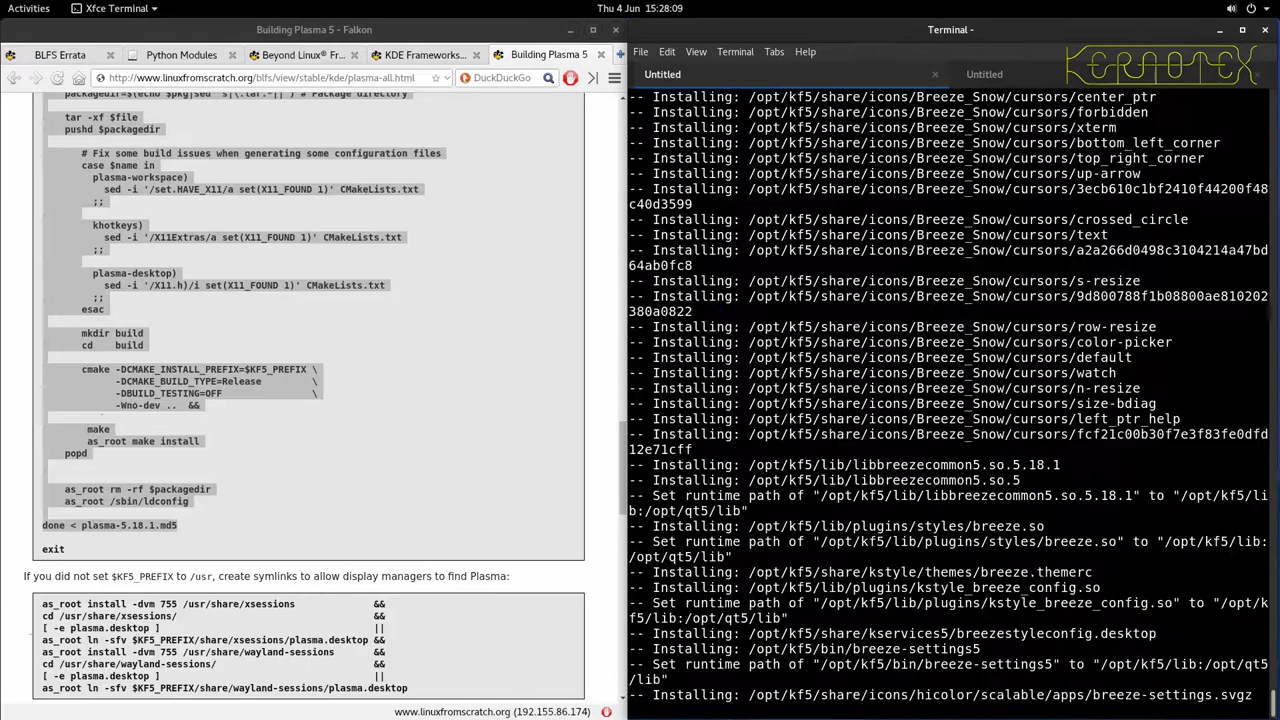 Activities
Xfce Terminal
Thu 4 Jun 15:28:09
Building Plasma 5 - Falkon
BLFS Errata
Python Modules
Beyond Linux® Fr...
KDE Frameworks...
Building Plasma 5
http://www.linuxfromscratch.org/blfs/view/stable/kde/plasma-all.html
DuckDuckGo
packagedir=$(echo $pkg|sed 's|\.tar.*||') # Package directory
tar -xf $file
pushd $packagedir
# Fix some build issues when generating some configuration files
case $name in
plasma-workspace)
sed -i '/set.HAVE_X11/a set(X11_FOUND 1)' CMakeLists.txt
;;
khotkeys)
sed -i '/X11Extras/a set(X11_FOUND 1)' CMakeLists.txt
;;
plasma-desktop)
sed -i '/X11.h)/i set(X11_FOUND 1)' CMakeLists.txt
;;
esac
mkdir build
cd    build
cmake -DCMAKE_INSTALL_PREFIX=$KF5_PREFIX \
-DCMAKE_BUILD_TYPE=Release         \
-DBUILD_TESTING=OFF                \
-Wno-dev ..  &&
make
as_root make install
popd
as_root rm -rf $packagedir
as_root /sbin/ldconfig
done < plasma-5.18.1.md5
exit
If you did not set $KF5_PREFIX to /usr, create symlinks to allow display managers to find Plasma:
as_root install -dvm 755 /usr/share/xsessions              &&
cd /usr/share/xsessions/                                   &&
[ -e plasma.desktop ]                                      ||
as_root ln -sfv $KF5_PREFIX/share/xsessions/plasma.desktop &&
as_root install -dvm 755 /usr/share/wayland-sessions       &&
cd /usr/share/wayland-sessions/                            &&
[ -e plasma.desktop ]                                      ||
as_root ln -sfv $KF5_PREFIX/share/wayland-sessions/plasma.desktop
www.linuxfromscratch.org (192.155.86.174)
Terminal -
File Edit View Terminal Tabs Help
KERNOTEX
Untitled
Untitled
-- Installing: /opt/kf5/share/icons/Breeze_Snow/cursors/center_ptr
-- Installing: /opt/kf5/share/icons/Breeze_Snow/cursors/forbidden
-- Installing: /opt/kf5/share/icons/Breeze_Snow/cursors/xterm
-- Installing: /opt/kf5/share/icons/Breeze_Snow/cursors/bottom_left_corner
-- Installing: /opt/kf5/share/icons/Breeze_Snow/cursors/top_right_corner
-- Installing: /opt/kf5/share/icons/Breeze_Snow/cursors/up-arrow
-- Installing: /opt/kf5/share/icons/Breeze_Snow/cursors/3ecb610c1bf2410f44200f48
c40d3599
-- Installing: /opt/kf5/share/icons/Breeze_Snow/cursors/crossed_circle
-- Installing: /opt/kf5/share/icons/Breeze_Snow/cursors/text
-- Installing: /opt/kf5/share/icons/Breeze_Snow/cursors/a2a266d0498c3104214a47bd
64ab0fc8
-- Installing: /opt/kf5/share/icons/Breeze_Snow/cursors/s-resize
-- Installing: /opt/kf5/share/icons/Breeze_Snow/cursors/9d800788f1b08800ae810202
380a0822
-- Installing: /opt/kf5/share/icons/Breeze_Snow/cursors/row-resize
-- Installing: /opt/kf5/share/icons/Breeze_Snow/cursors/color-picker
-- Installing: /opt/kf5/share/icons/Breeze_Snow/cursors/default
-- Installing: /opt/kf5/share/icons/Breeze_Snow/cursors/watch
-- Installing: /opt/kf5/share/icons/Breeze_Snow/cursors/n-resize
-- Installing: /opt/kf5/share/icons/Breeze_Snow/cursors/size-bdiag
-- Installing: /opt/kf5/share/icons/Breeze_Snow/cursors/left_ptr_help
-- Installing: /opt/kf5/share/icons/Breeze_Snow/cursors/fcf21c00b30f7e3f83fe0dfd
12e71cff
-- Installing: /opt/kf5/lib/libbreezecommon5.so.5.18.1
-- Installing: /opt/kf5/lib/libbreezecommon5.so.5
-- Set runtime path of "/opt/kf5/lib/libbreezecommon5.so.5.18.1" to "/opt/kf5/li
b:/opt/qt5/lib"
-- Installing: /opt/kf5/lib/plugins/styles/breeze.so
-- Set runtime path of "/opt/kf5/lib/plugins/styles/breeze.so" to "/opt/kf5/lib:
/opt/qt5/lib"
-- Installing: /opt/kf5/share/kstyle/themes/breeze.themerc
-- Installing: /opt/kf5/lib/plugins/kstyle_breeze_config.so
-- Set runtime path of "/opt/kf5/lib/plugins/kstyle_breeze_config.so" to "/opt/k
f5/lib:/opt/qt5/lib"
-- Installing: /opt/kf5/share/kservices5/breezestyleconfig.desktop
-- Installing: /opt/kf5/bin/breeze-settings5
-- Set runtime path of "/opt/kf5/bin/breeze-settings5" to "/opt/kf5/lib:/opt/qt5
/lib"
-- Installing: /opt/kf5/share/icons/hicolor/scalable/apps/breeze-settings.svgz